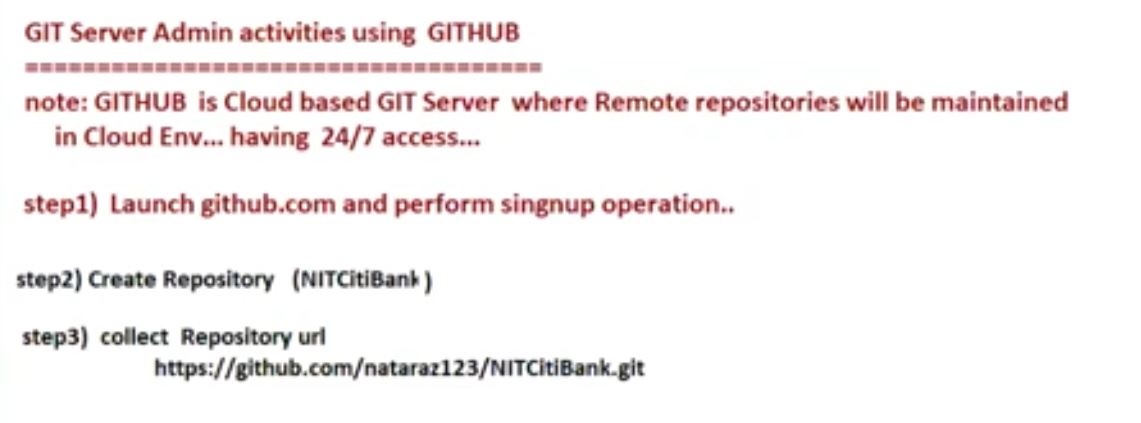 GIT Server Admin activities using GITHUB
=====================================
note: GITHUB is Cloud based GIT Server where Remote repositories will be maintained
in Cloud Env... having 24/7 access...
step1) Launch github.com and perform singnup operation..
step2) Create Repository (NITCitiBank )
step3) collect Repository url
https://github.com/nataraz123/NITCitiBank.git